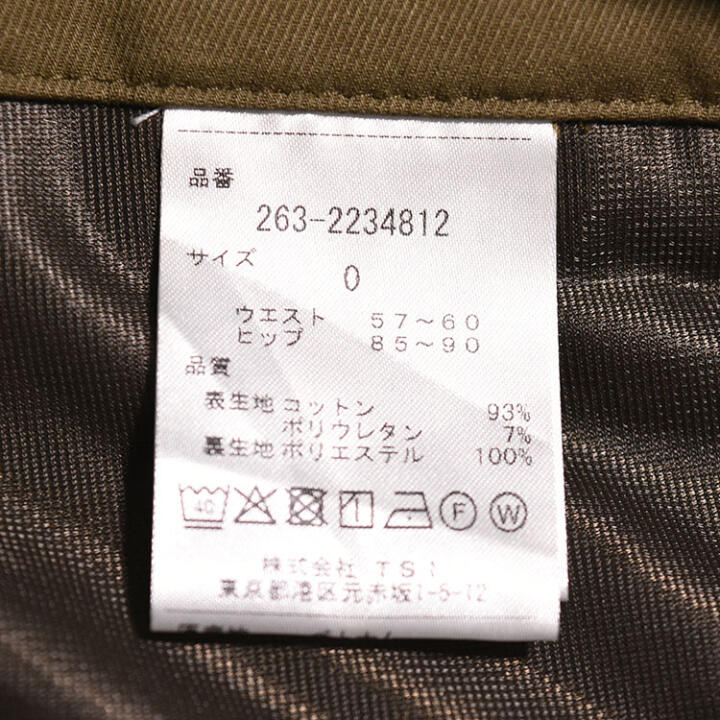 品番
263-2234812
サイズ
0
ウエスト 57～60
ヒップ 85～90
品質
表生地 コットン 93%
ポリウレタン 7%
裏生地 ポリエステル 100%
40 F W
株式会社 TSI
東京都港区元赤坂1-5-12